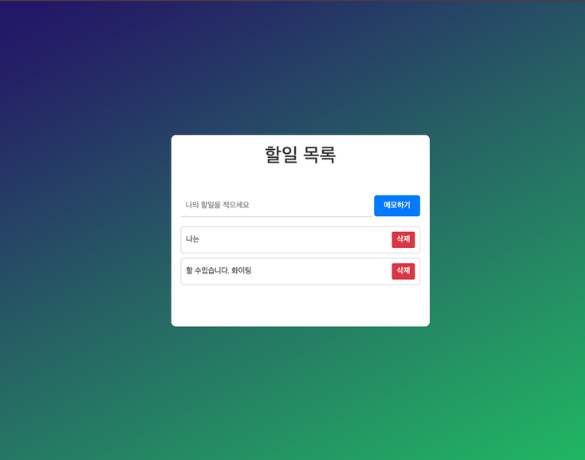 할일 목록
나의 할일을 적으세요 메모하기
나는 삭제
할 수있습니다. 화이팅 삭제